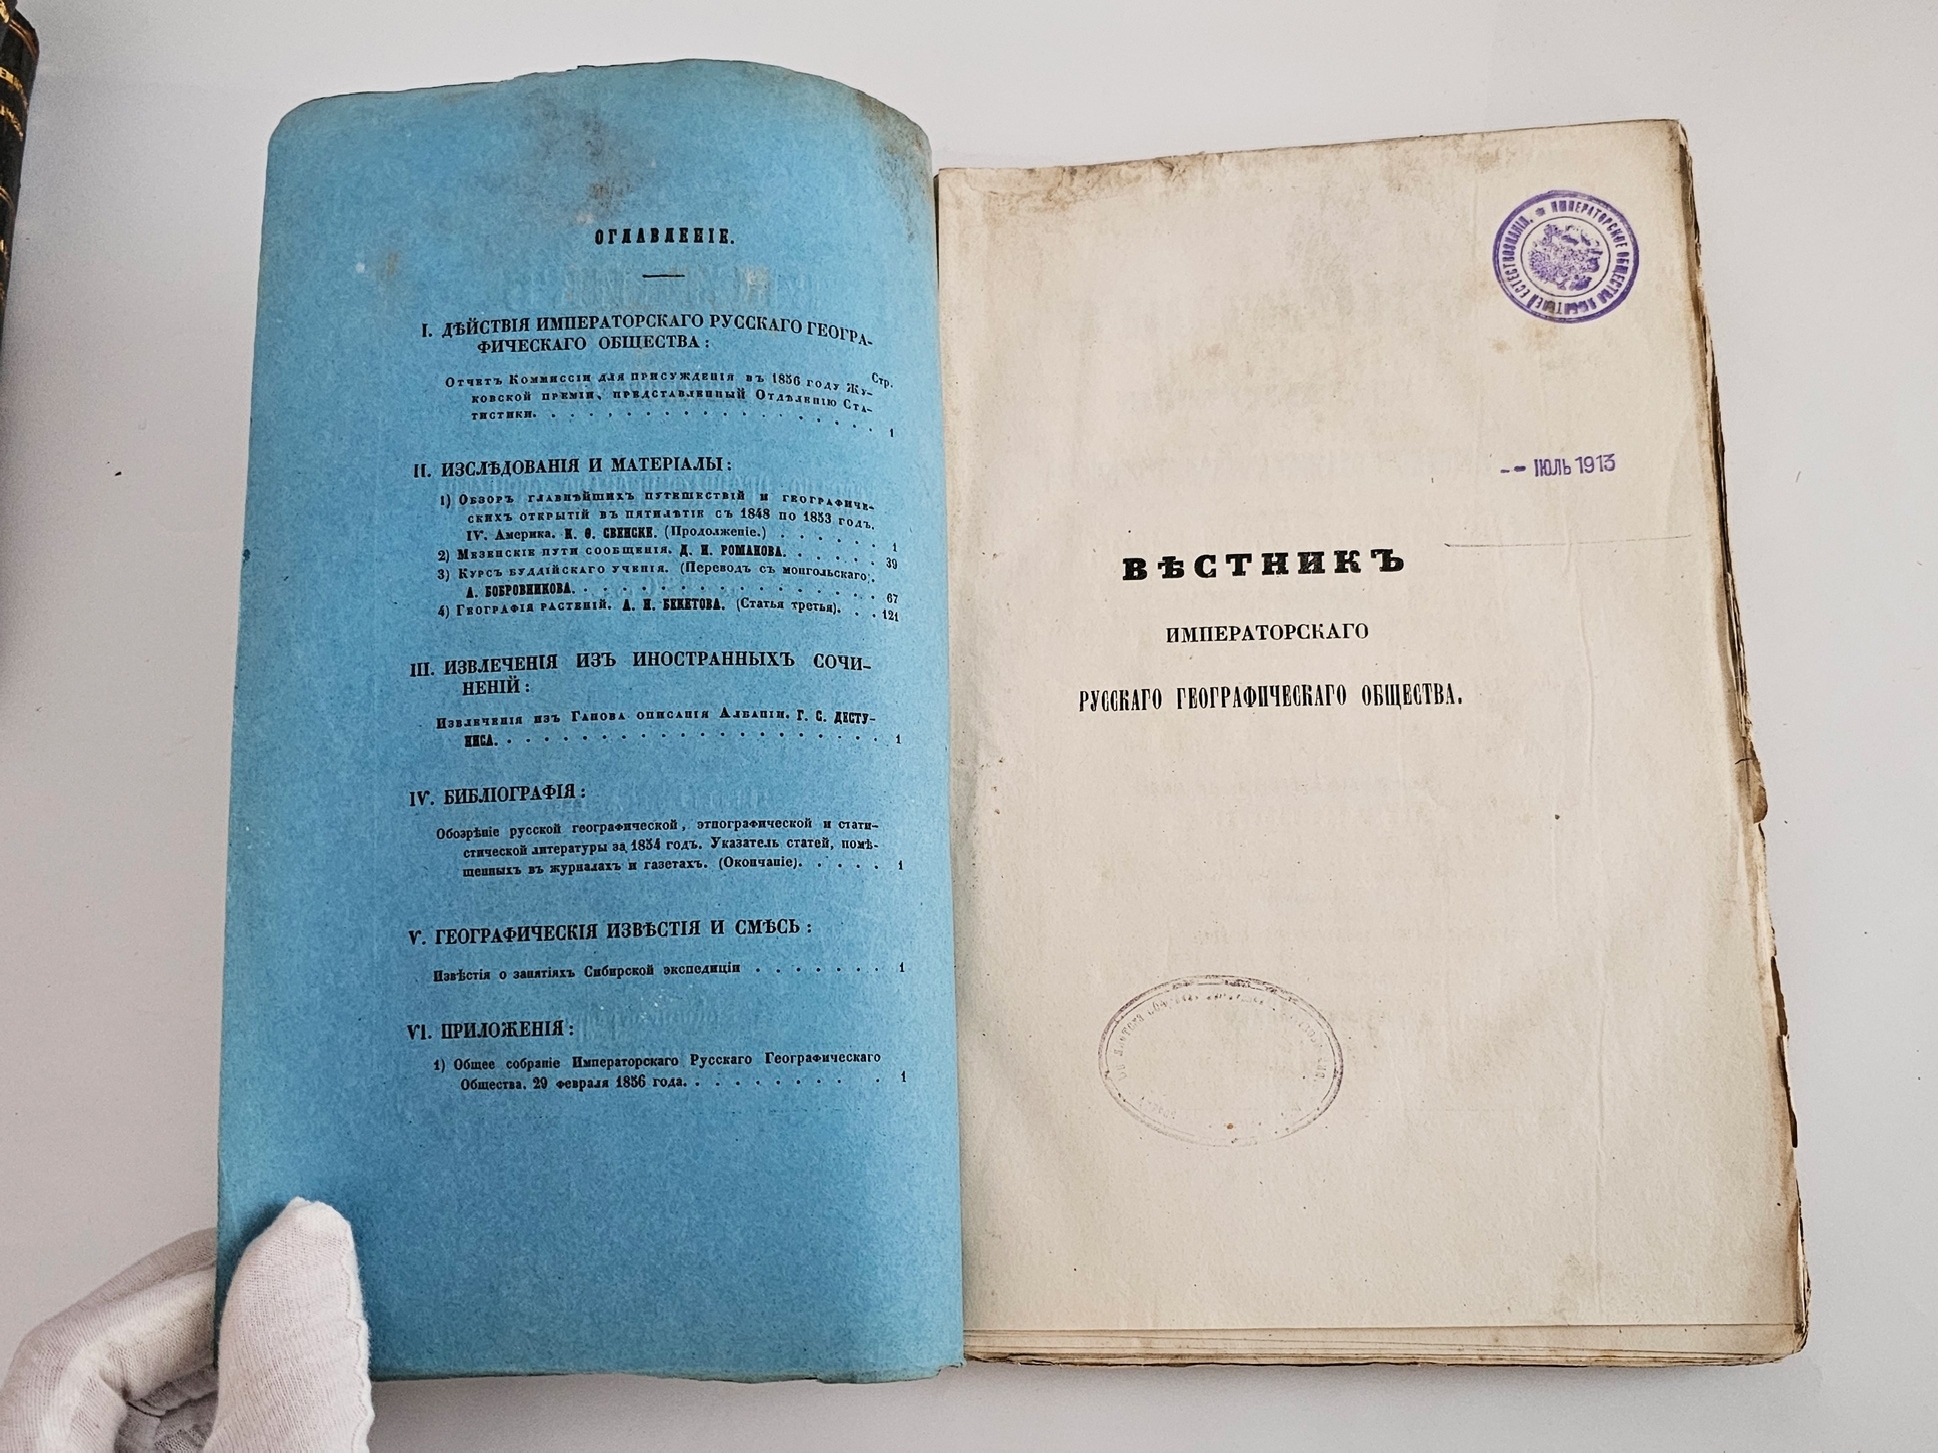 ОГЛАВЛЕНІЕ.
I. ДѢЙСТВІЯ ИМПЕРАТОРСКАГО РУССКАГО ГЕОГРА-
ФИЧЕСКАГО ОБЩЕСТВА:
Стр.
Отчетъ Коммиссіи для присужденія въ 1856 году Жу-
ковской преміи, представленный Отдѣленію Ста-
тистики. . . . . . . . . . . . . . . . 1
II. ИЗСЛѢДОВАНІЯ И МАТЕРІАЛЫ:
1) Обзоръ главнѣйшихъ путешествій и географиче-
скихъ открытій въ пятилѣтіе съ 1848 по 1853 годъ.
IV. Америка. И. Ѳ. СВЕНСКЕ. (Продолженіе.) . . . . . . 1
2) Мезенскіе пути сообщенія. Д. И. РОМАНОВА. . . . . . 39
3) Курсъ буддійскаго ученія. (Переводъ съ монгольскаго).
А. БОБРОВНИКОВА. . . . . . . . . . . . . . 67
4) Географія растеній. А. Н. БЕКЕТОВА. (Статья третья). . . 121
III. ИЗВЛЕЧЕНІЯ ИЗЪ ИНОСТРАННЫХЪ СОЧИ-
НЕНІЙ:
Извлеченія изъ Ганова описанія Албаніи. Г. С. ДЕСТУ-
НИСА. . . . . . . . . . . . . . . . . . 1
IV. БИБЛІОГРАФІЯ:
Обозрѣніе русской географической, этнографической и стати-
стической литературы за 1854 годъ. Указатель статей, помѣ-
щенныхъ въ журналахъ и газетахъ. (Окончаніе). . . . . 1
V. ГЕОГРАФИЧЕСКІЯ ИЗВѢСТІЯ И СМѢСЬ:
Извѣстія о занятіяхъ Сибирской экспедиціи . . . . . . . 1
VI. ПРИЛОЖЕНІЯ:
1) Общее собраніе Императорскаго Русскаго Географическаго
Общества, 29 февраля 1856 года. . . . . . . . . 1
ИМПЕРАТОРСКОЕ ОБЩЕСТВО ЛЮБИТЕЛЕЙ ЕСТЕСТВОЗНАНІЯ.
-- ІЮЛЬ 1913
ВѢСТНИКЪ
ИМПЕРАТОРСКАГО
РУССКАГО ГЕОГРАФИЧЕСКАГО ОБЩЕСТВА.